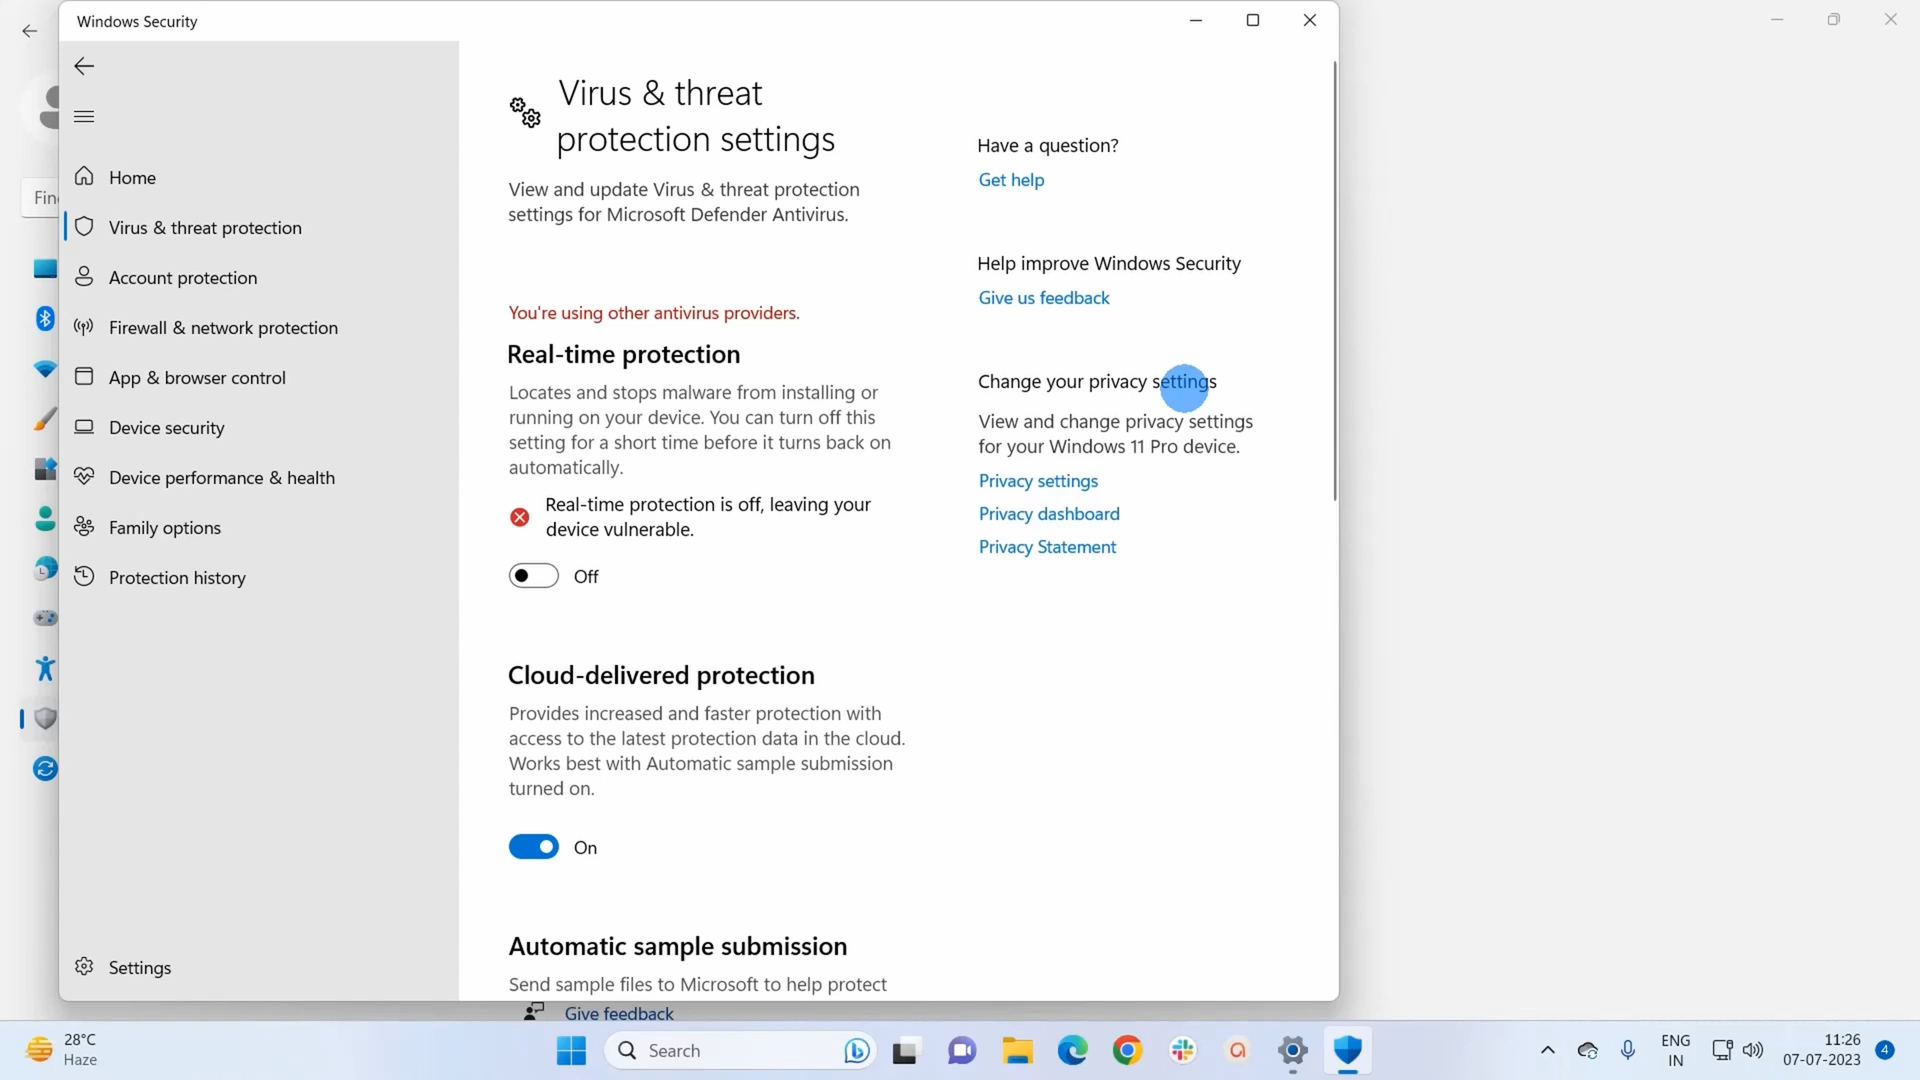 Windows Security
Fin
Home
Virus & threat protection
Account protection
Firewall & network protection
App & browser control
Device security
Device performance & health
Family options
Protection history
Settings
Virus & threat
protection settings
View and update Virus & threat protection
settings for Microsoft Defender Antivirus.
You're using other antivirus providers.
Real-time protection
Locates and stops malware from installing or
running on your device. You can turn off this
setting for a short time before it turns back on
automatically.
Real-time protection is off, leaving your
device vulnerable.
Off
Cloud-delivered protection
Provides increased and faster protection with
access to the latest protection data in the cloud.
Works best with Automatic sample submission
turned on.
On
Automatic sample submission
Send sample files to Microsoft to help protect
Have a question?
Get help
Help improve Windows Security
Give us feedback
Change your privacy settings
View and change privacy settings
for your Windows 11 Pro device.
Privacy settings
Privacy dashboard
Privacy Statement
Give feedback
28°C
Haze
Search
ENG
IN
11:26
07-07-2023
4